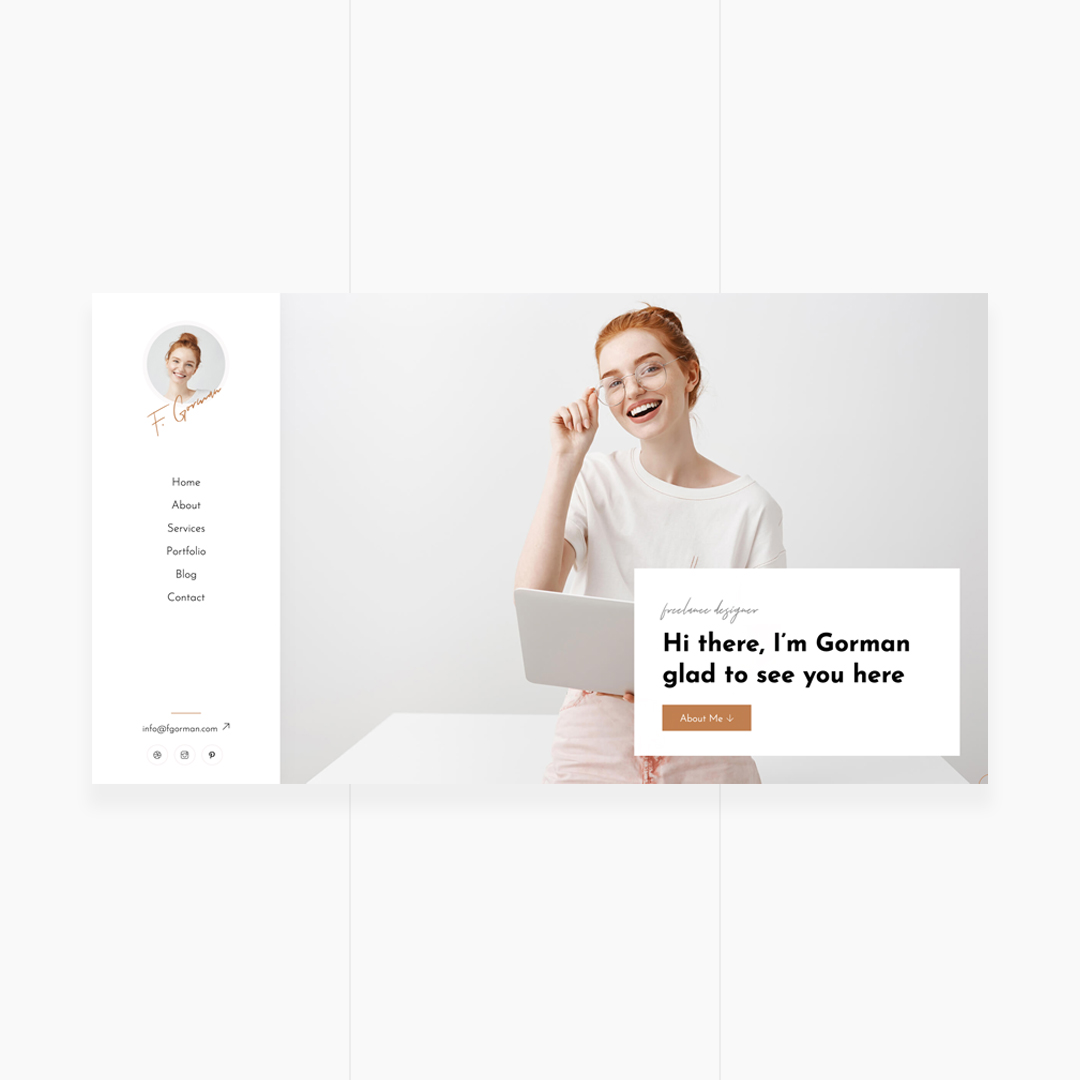 F. Gorman
Home
About
Services
Portfolio
Blog
Contact
info@fgorman.com ↗
freelance designer
Hi there, I’m Gorman
glad to see you here
About Me ↓